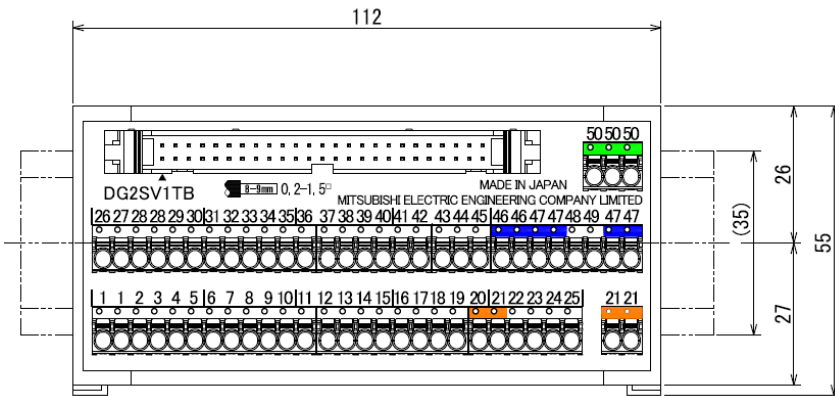 112
50 50 50
DG2SV1TB
8-9mm 0,2-1,5□
MADE IN JAPAN
MITSUBISHI ELECTRIC ENGINEERING COMPANY LIMITED
26 27 28 28 29 30 31 32 33 34 35 36 37 38 39 40 41 42 43 44 45 46 46 47 47 48 49 47 47
1 1 2 3 4 5 6 7 8 9 10 11 12 13 14 15 16 17 18 19 20 21 22 23 24 25 21 21
26
(35)
55
27